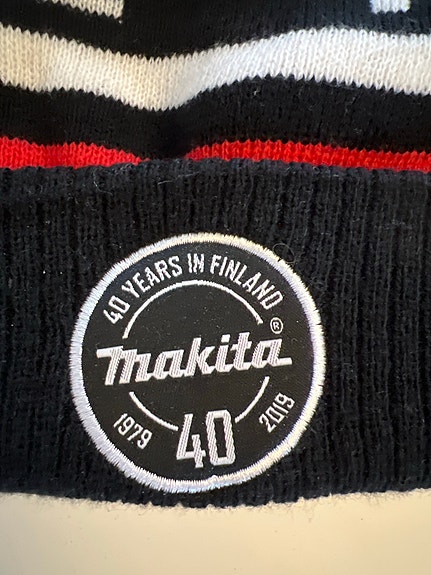 40 YEARS IN FINLAND
makita®
1979 40 2019